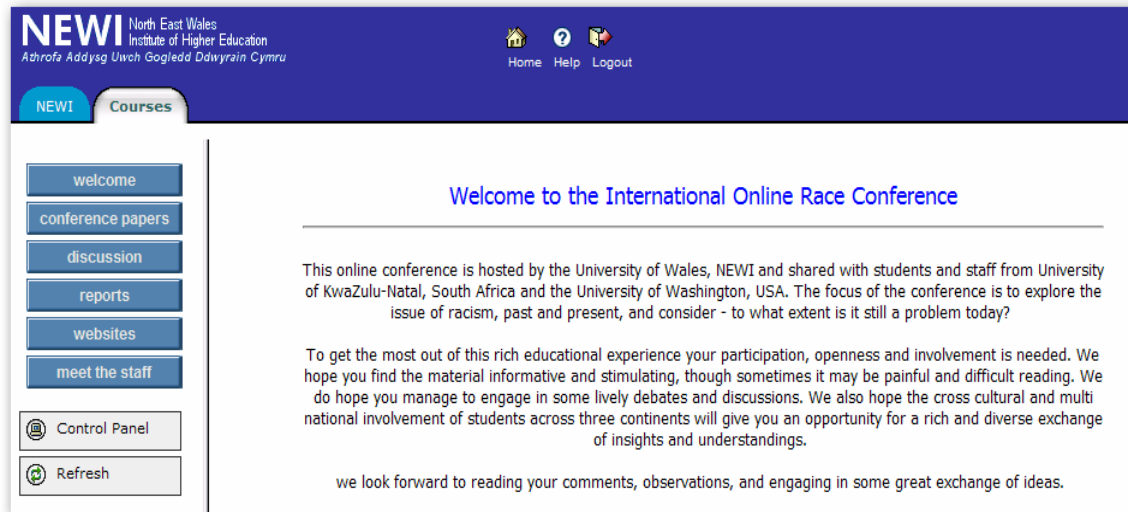 NEWI North East Wales
Institute of Higher Education
Athrofa Addysg Uwch Gogledd Ddwyrain Cymru
Home Help Logout
NEWI Courses
welcome
conference papers
discussion
reports
websites
meet the staff
Control Panel
Refresh
Welcome to the International Online Race Conference
This online conference is hosted by the University of Wales, NEWI and shared with students and staff from University
of KwaZulu-Natal, South Africa and the University of Washington, USA. The focus of the conference is to explore the
issue of racism, past and present, and consider - to what extent is it still a problem today?
To get the most out of this rich educational experience your participation, openness and involvement is needed. We
hope you find the material informative and stimulating, though sometimes it may be painful and difficult reading. We
do hope you manage to engage in some lively debates and discussions. We also hope the cross cultural and multi
national involvement of students across three continents will give you an opportunity for a rich and diverse exchange
of insights and understandings.
we look forward to reading your comments, observations, and engaging in some great exchange of ideas.